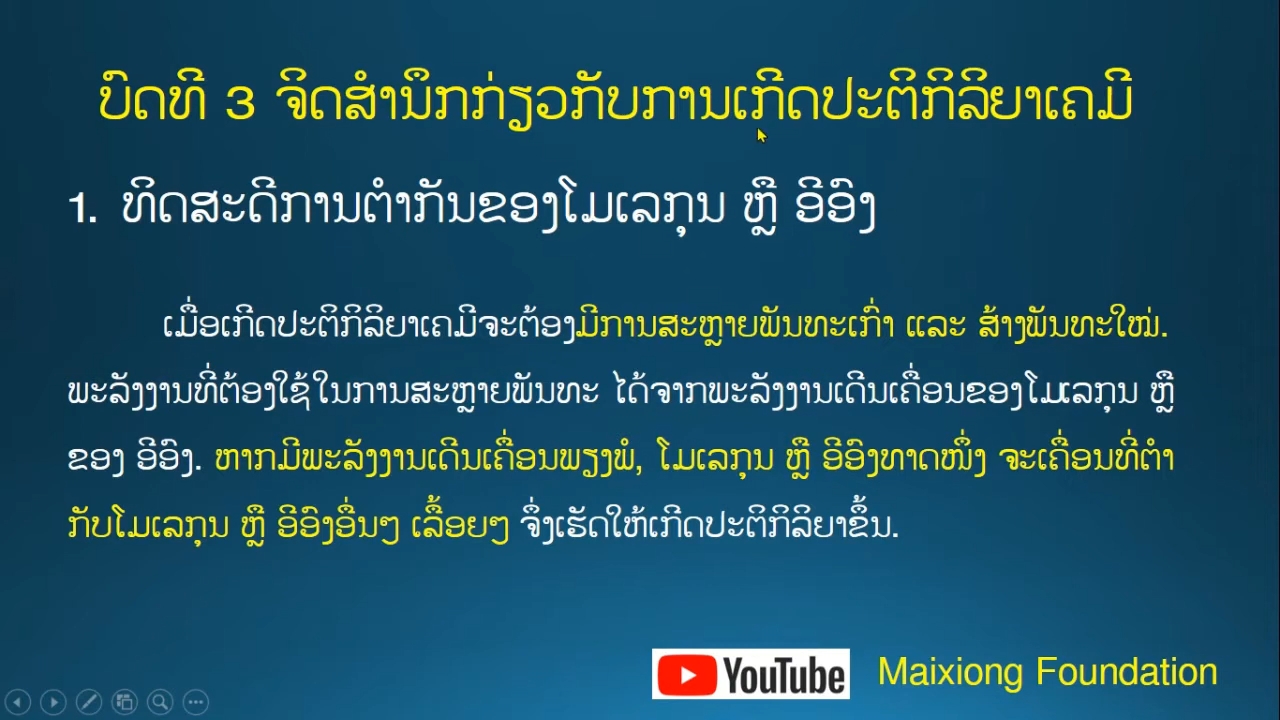 ບົດທີ 3 ຈິດສຳນຶກກ່ຽວກັບການເກີດປະຕິກິລິຍາເຄມີ
1. ທິດສະດີການຕຳກັນຂອງໂມເລກຸນ ຫຼື ອີອົງ
ເມື່ອເກີດປະຕິກິລິຍາເຄມີຈະຕ້ອງມີການສະຫຼາຍພັນທະເກົ່າ ແລະ ສ້າງພັນທະໃໝ່.
ພະລັງງານທີ່ຕ້ອງໃຊ້ໃນການສະຫຼາຍພັນທະ ໄດ້ຈາກພະລັງງານເດີນເຄື່ອນຂອງໂມເລກຸນ ຫຼື
ຂອງ ອີອົງ. ຫາກມີພະລັງງານເດີນເຄື່ອນພຽງພໍ, ໂມເລກຸນ ຫຼື ອີອົງທາດໜຶ່ງ ຈະເຄື່ອນທີ່ຕຳ
ກັບໂມເລກຸນ ຫຼື ອີອົງອື່ນໆ ເລື້ອຍໆ ຈຶ່ງເຮັດໃຫ້ເກີດປະຕິກິລິຍາຂຶ້ນ.
YouTube Maixiong Foundation